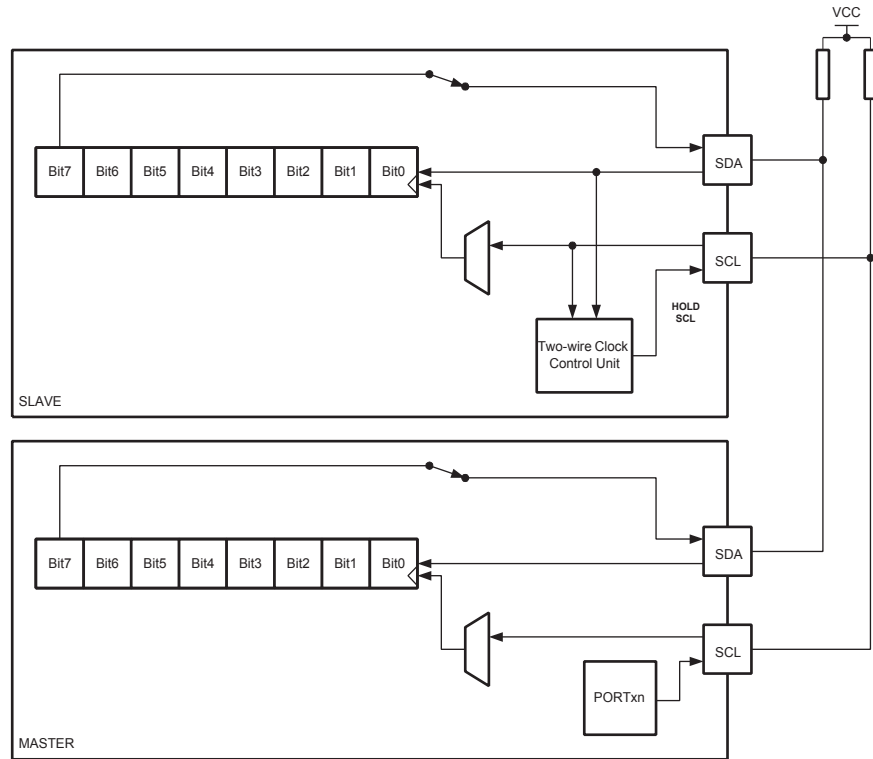 VCC
Bit7 Bit6 Bit5 Bit4 Bit3 Bit2 Bit1 Bit0
SDA
SCL
HOLD
SCL
Two-wire Clock
Control Unit
SLAVE
Bit7 Bit6 Bit5 Bit4 Bit3 Bit2 Bit1 Bit0
SDA
SCL
PORTxn
MASTER